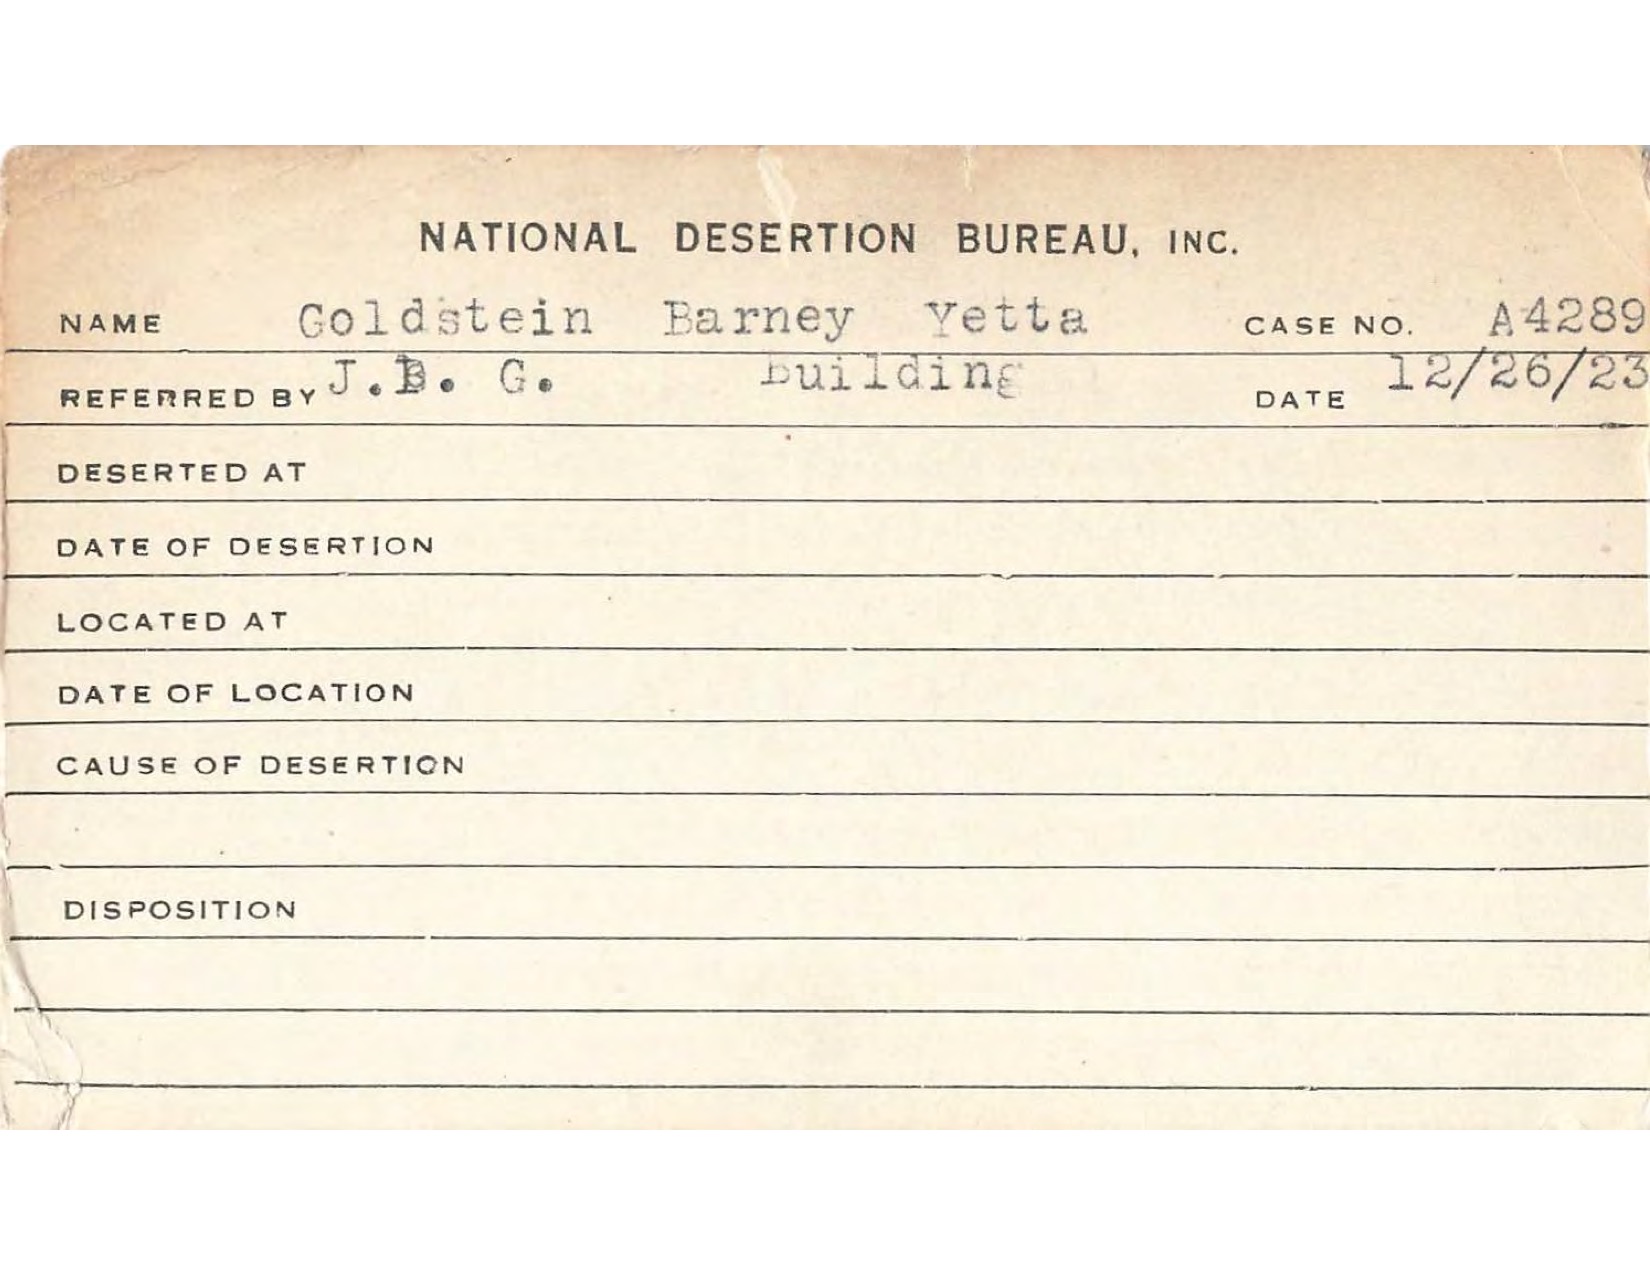 NATIONAL DESERTION BUREAU, INC.
NAME Goldstein Barney Yetta CASE NO. A4289
REFERRED BY J.B. G. Building DATE 12/26/23
DESERTED AT
DATE OF DESERTION
LOCATED AT
DATE OF LOCATION
CAUSE OF DESERTION
DISPOSITION